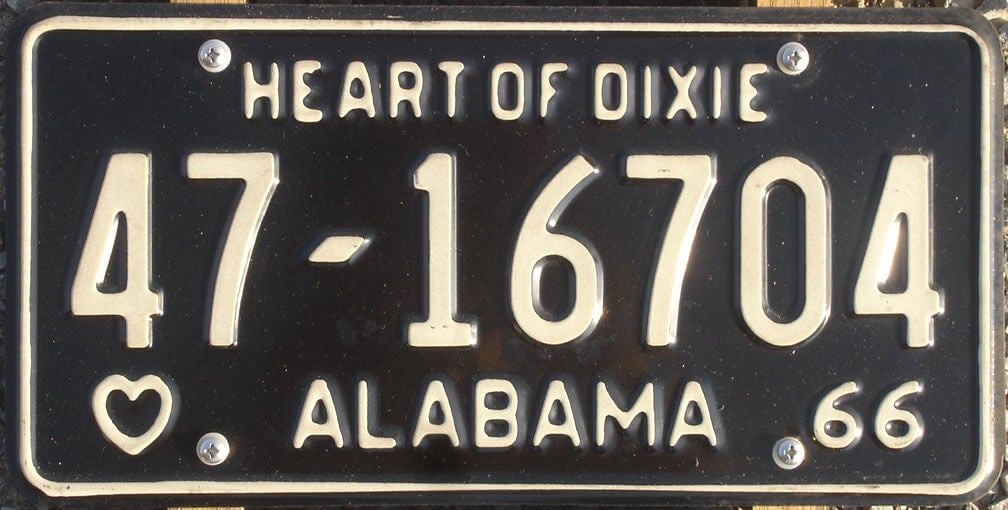 HEART OF DIXIE
47-16704
ALABAMA 66